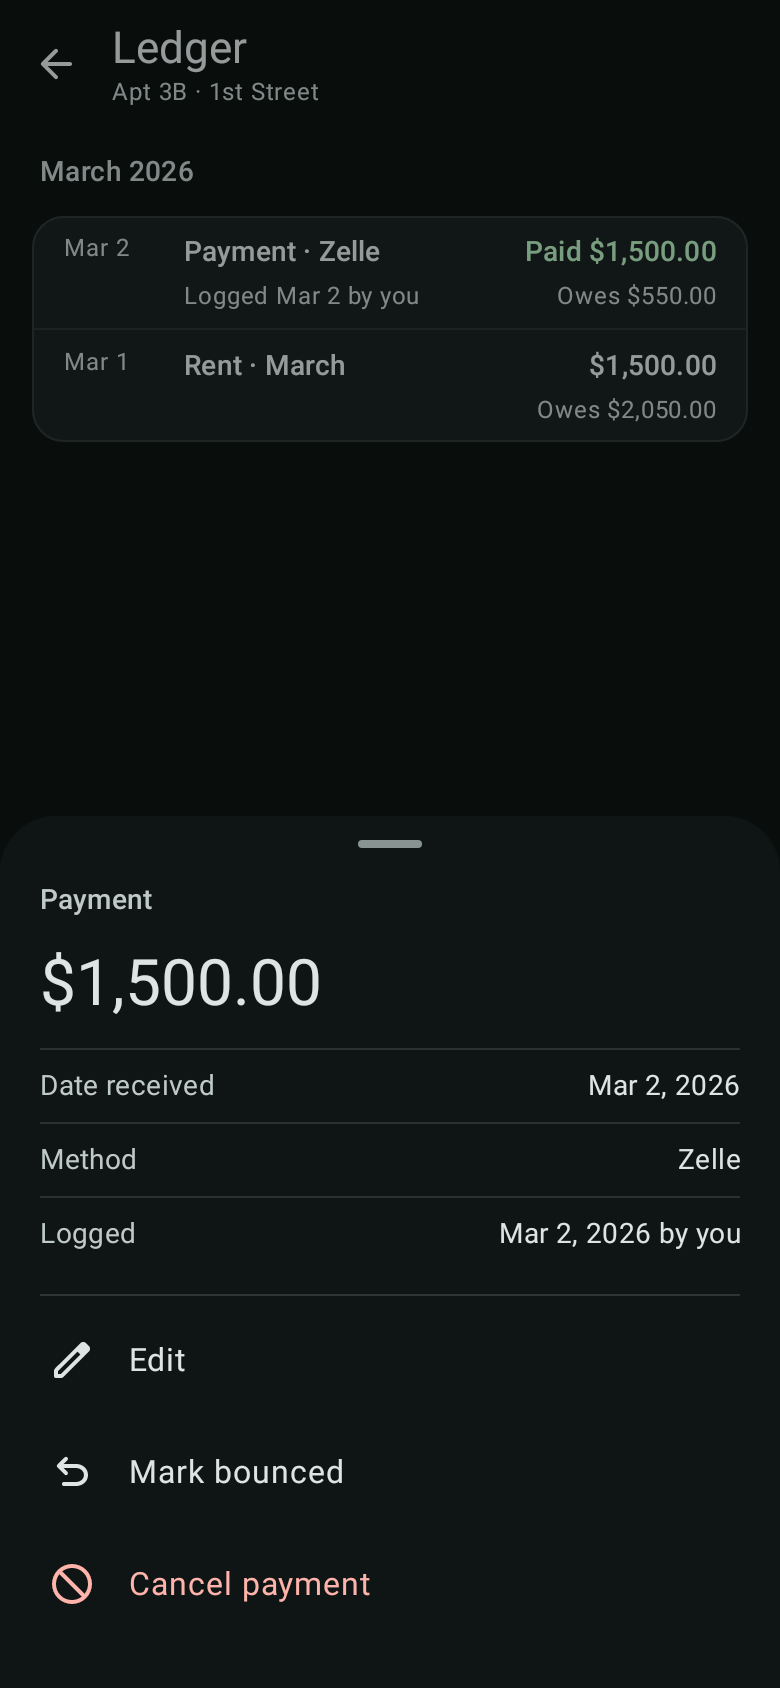 Ledger
Apt 3B · 1st Street
March 2026
Mar 2 Payment · Zelle Paid $1,500.00
Logged Mar 2 by you Owes $550.00
Mar 1 Rent · March $1,500.00
Owes $2,050.00
Payment
$1,500.00
Date received Mar 2, 2026
Method Zelle
Logged Mar 2, 2026 by you
Edit
Mark bounced
Cancel payment